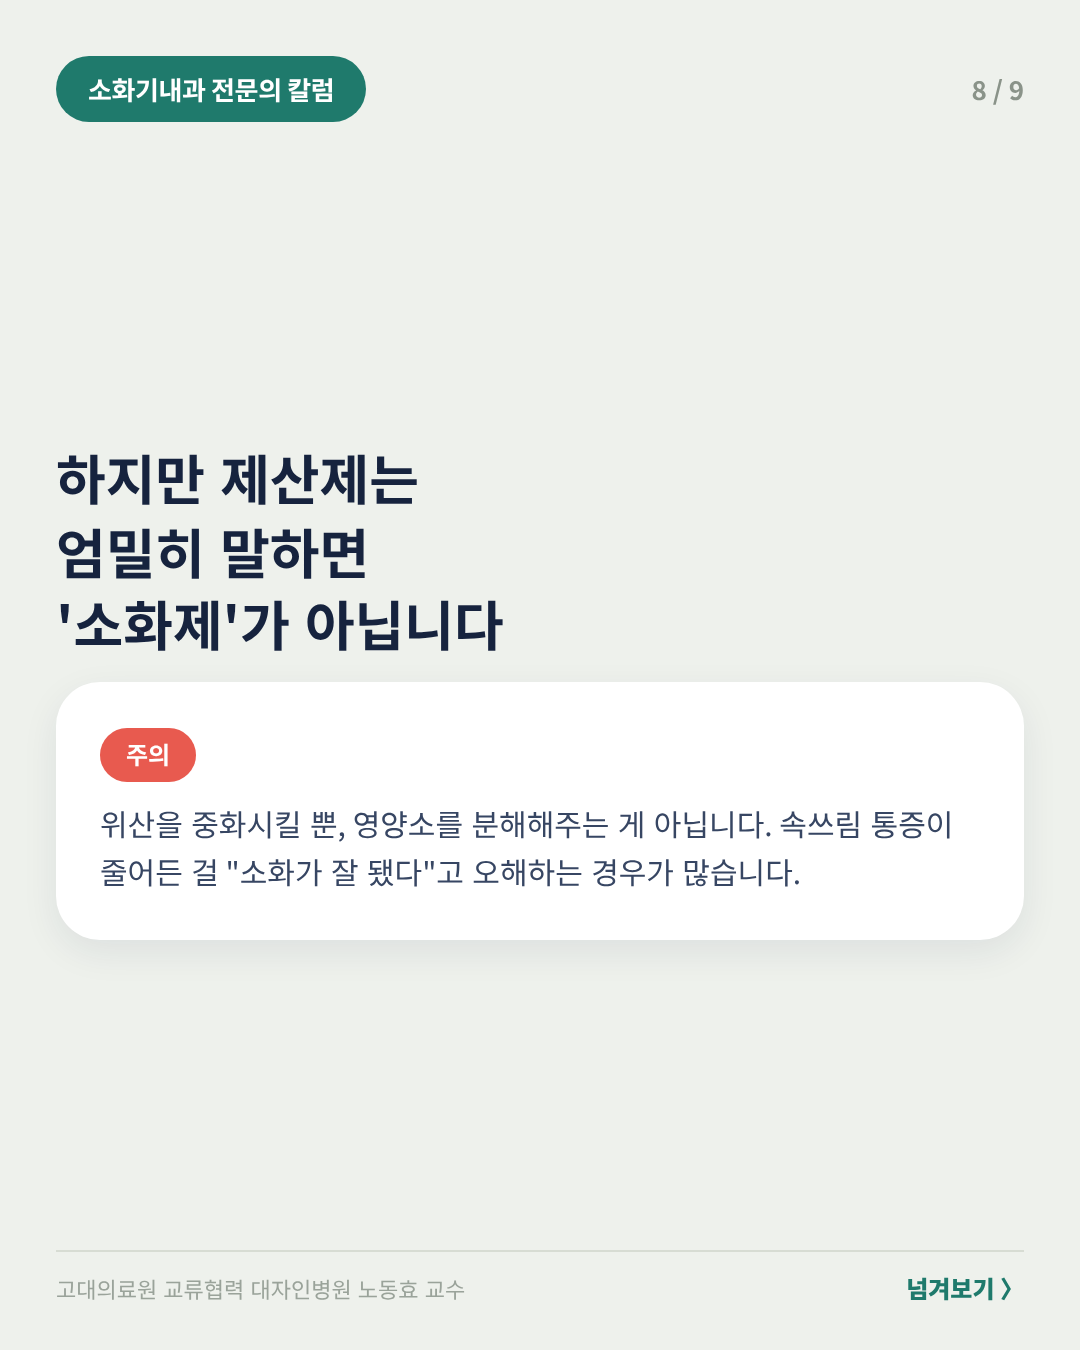 소화기내과 전문의 칼럼
8 / 9
하지만 제산제는
엄밀히 말하면
'소화제'가 아닙니다
주의
위산을 중화시킬 뿐, 영양소를 분해해주는 게 아닙니다. 속쓰림 통증이
줄어든 걸 "소화가 잘 됐다"고 오해하는 경우가 많습니다.
고대의료원 교류협력 대자인병원 노동효 교수
넘겨보기 〉